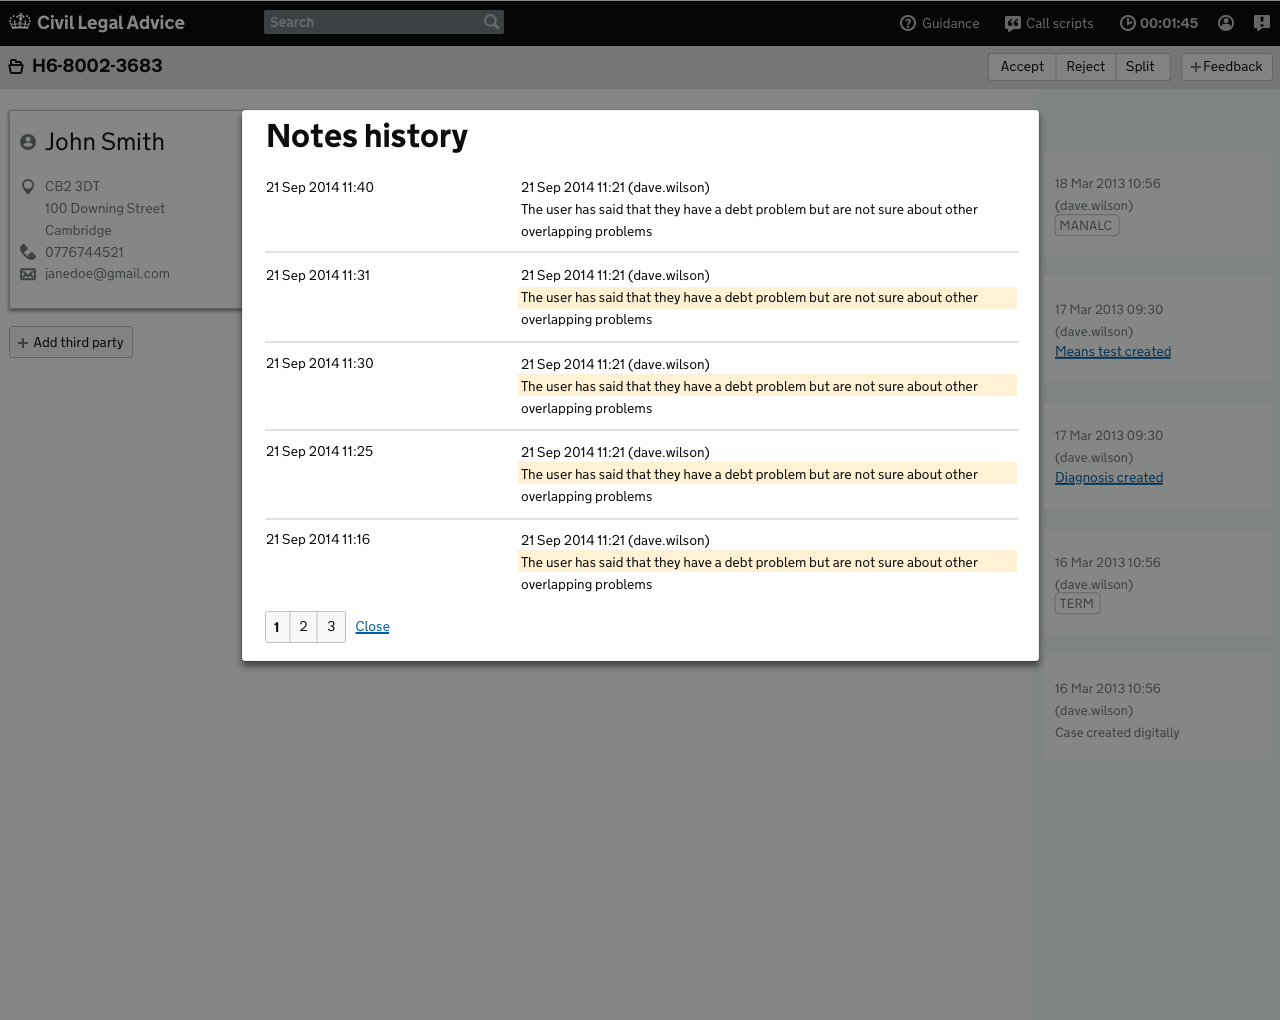 Civil Legal Advice
Search
Guidance
Call scripts
00:01:45
H6-8002-3683
Accept
Reject
Split
+Feedback
John Smith
CB2 3DT
100 Downing Street
Cambridge
0776744521
janedoe@gmail.com
+ Add third party
Notes history
21 Sep 2014 11:40
21 Sep 2014 11:21 (dave.wilson)
The user has said that they have a debt problem but are not sure about other
overlapping problems
21 Sep 2014 11:31
21 Sep 2014 11:21 (dave.wilson)
The user has said that they have a debt problem but are not sure about other
overlapping problems
21 Sep 2014 11:30
21 Sep 2014 11:21 (dave.wilson)
The user has said that they have a debt problem but are not sure about other
overlapping problems
21 Sep 2014 11:25
21 Sep 2014 11:21 (dave.wilson)
The user has said that they have a debt problem but are not sure about other
overlapping problems
21 Sep 2014 11:16
21 Sep 2014 11:21 (dave.wilson)
The user has said that they have a debt problem but are not sure about other
overlapping problems
1 2 3 Close
18 Mar 2013 10:56
(dave.wilson)
MANALC
17 Mar 2013 09:30
(dave.wilson)
Means test created
17 Mar 2013 09:30
(dave.wilson)
Diagnosis created
16 Mar 2013 10:56
(dave.wilson)
TERM
16 Mar 2013 10:56
(dave.wilson)
Case created digitally